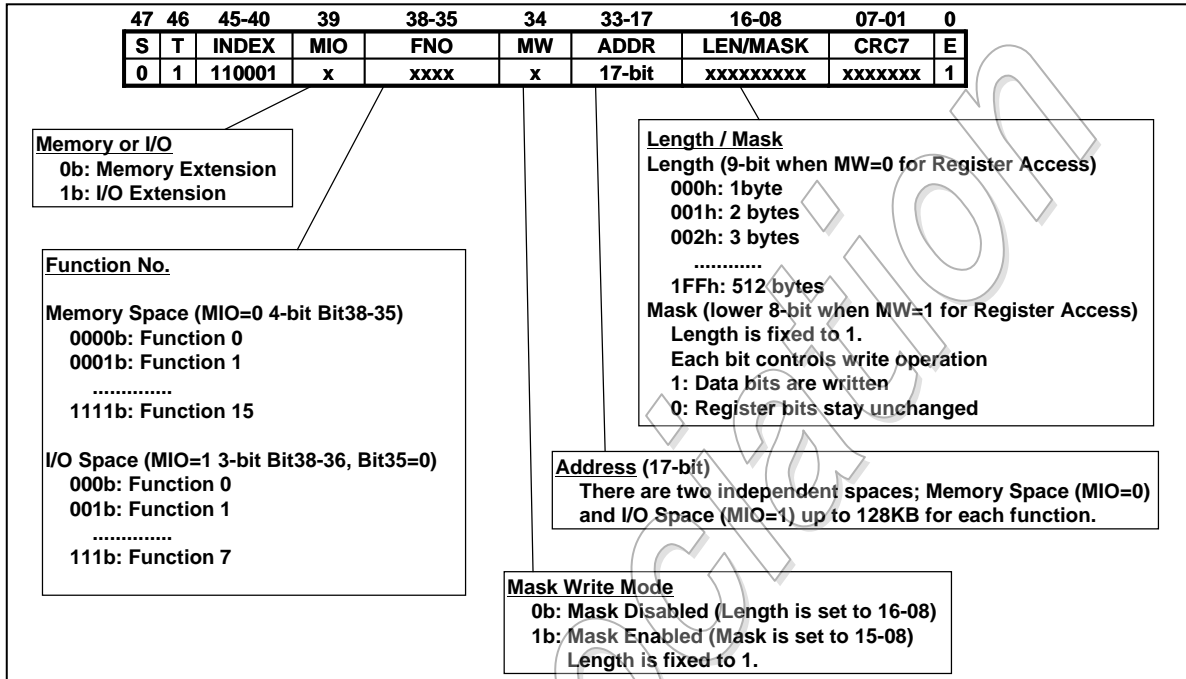 47 46 45-40 39 38-35 34 33-17 16-08 07-01 0
S T INDEX MIO FNO MW ADDR LEN/MASK CRC7 E
0 1 110001 x xxxx x 17-bit xxxxxxxxx xxxxxxx 1
Memory or I/O
0b: Memory Extension
1b: I/O Extension
Function No.
Memory Space (MIO=0 4-bit Bit38-35)
0000b: Function 0
0001b: Function 1
..............
1111b: Function 15
I/O Space (MIO=1 3-bit Bit38-36, Bit35=0)
000b: Function 0
001b: Function 1
..............
111b: Function 7
Length / Mask
Length (9-bit when MW=0 for Register Access)
000h: 1byte
001h: 2 bytes
002h: 3 bytes
............
1FFh: 512 bytes
Mask (lower 8-bit when MW=1 for Register Access)
Length is fixed to 1.
Each bit controls write operation
1: Data bits are written
0: Register bits stay unchanged
Address (17-bit)
There are two independent spaces; Memory Space (MIO=0)
and I/O Space (MIO=1) up to 128KB for each function.
Mask Write Mode
0b: Mask Disabled (Length is set to 16-08)
1b: Mask Enabled (Mask is set to 15-08)
Length is fixed to 1.
ociation